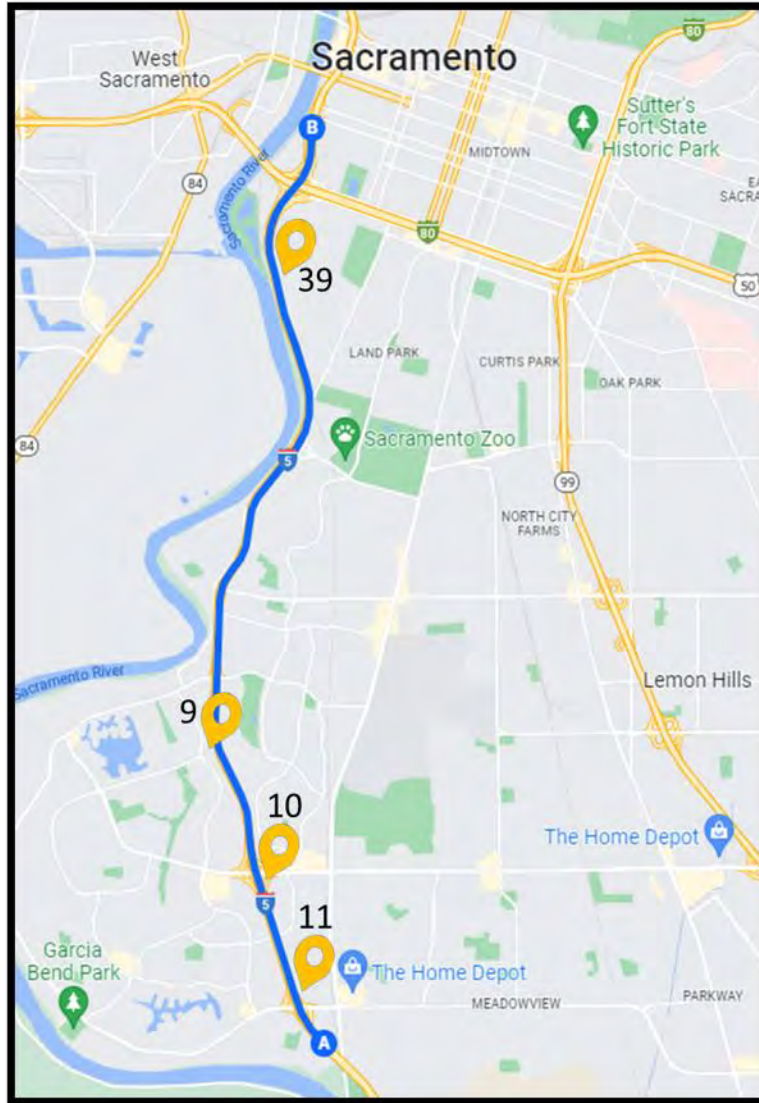 Sacramento
West
Sacramento
80
B
Sutter's
Fort State
Historic Park
MIDTOWN
EA
SACRA
84
Sacramento River
80
39
50
LAND PARK
CURTIS PARK
OAK PARK
84
Sacramento Zoo
5
99
NORTH CITY
FARMS
Sacramento River
Lemon Hills
9
10
The Home Depot
5
11
Garcia
Bend Park
The Home Depot
MEADOWVIEW
PARKWAY
A